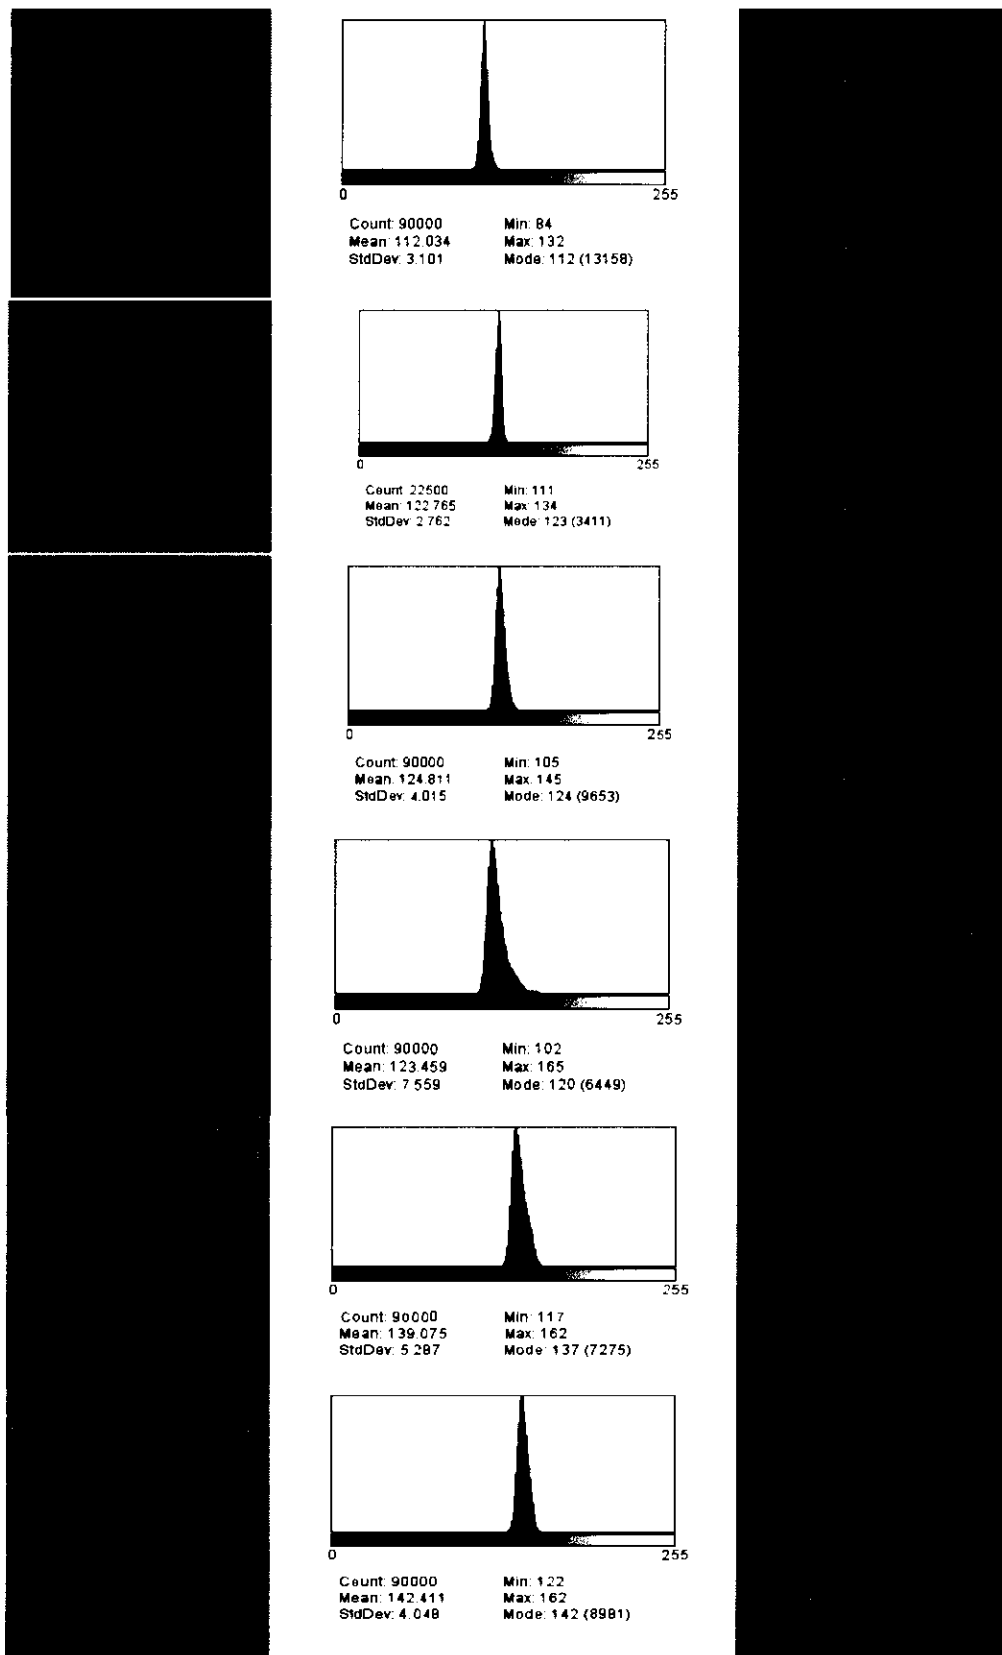 0 255
Count: 90000 Min: 84
Mean: 112.034 Max: 132
StdDev: 3.101 Mode: 112 (13158)
0 255
Count: 22500 Min: 111
Mean: 122.765 Max: 134
StdDev: 2.762 Mode: 123 (3411)
0 255
Count: 90000 Min: 105
Mean: 124.811 Max: 145
StdDev: 4.015 Mode: 124 (9653)
0 255
Count: 90000 Min: 102
Mean: 123.459 Max: 165
StdDev: 7.559 Mode: 120 (6449)
0 255
Count: 90000 Min: 117
Mean: 139.075 Max: 162
StdDev: 5.287 Mode: 137 (7275)
0 255
Count: 90000 Min: 122
Mean: 142.411 Max: 162
StdDev: 4.048 Mode: 142 (8981)